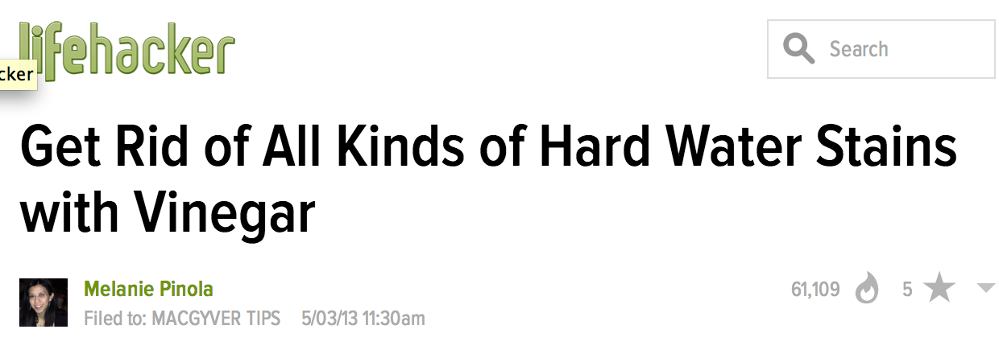 lifehacker
Search
cker
Get Rid of All Kinds of Hard Water Stains
with Vinegar
Melanie Pinola
61,109
5
Filed to: MACGYVER TIPS 5/03/13 11:30am